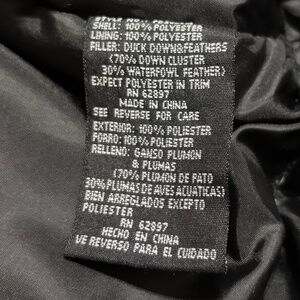 STYLE NO
SHELL: 100% POLYESTER
LINING: 100% POLYESTER
FILLER: DUCK DOWN&FEATHERS
(70% DOWN CLUSTER
30% WATERFOWL FEATHER)
EXPECT POLYESTER IN TRIM
RN 62897
MADE IN CHINA
SEE REVERSE FOR CARE
EXTERIOR: 100% POLIESTER
FORRO: 100% POLIESTER
RELLENO: GANSO PLUMON
& PLUMAS
(70% PLUMON DE PATO
30% PLUMAS DE AVES ACUATICAS)
BIEN ARREGLADOS EXCEPTO
POLIESTER
RN 62897
HECHO EN CHINA
VE REVERSO PARA EL CUIDADO